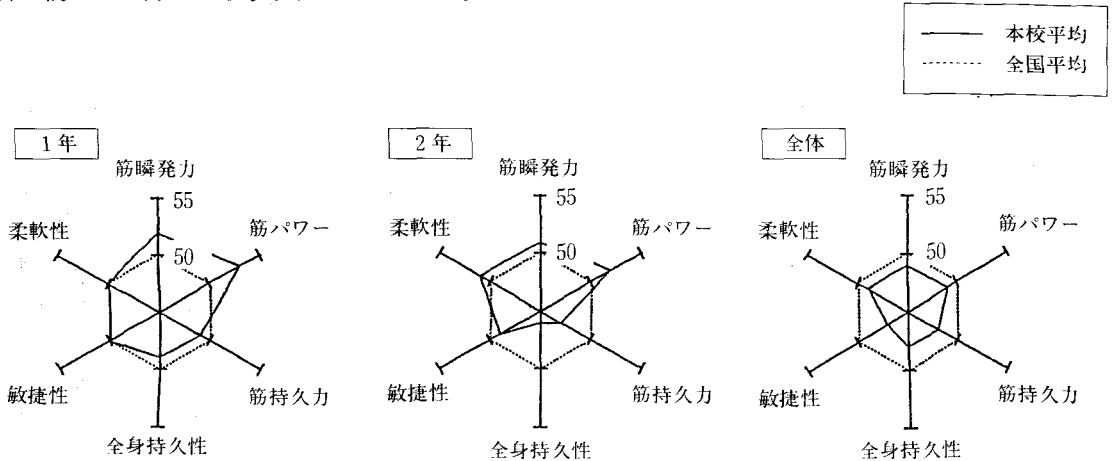 本校平均
全国平均
1年
筋瞬発力
55
50
筋パワー
筋持久力
全身持久性
敏捷性
柔軟性
2年
筋瞬発力
55
50
筋パワー
筋持久力
全身持久性
敏捷性
柔軟性
全体
筋瞬発力
55
50
筋パワー
筋持久力
全身持久性
敏捷性
柔軟性